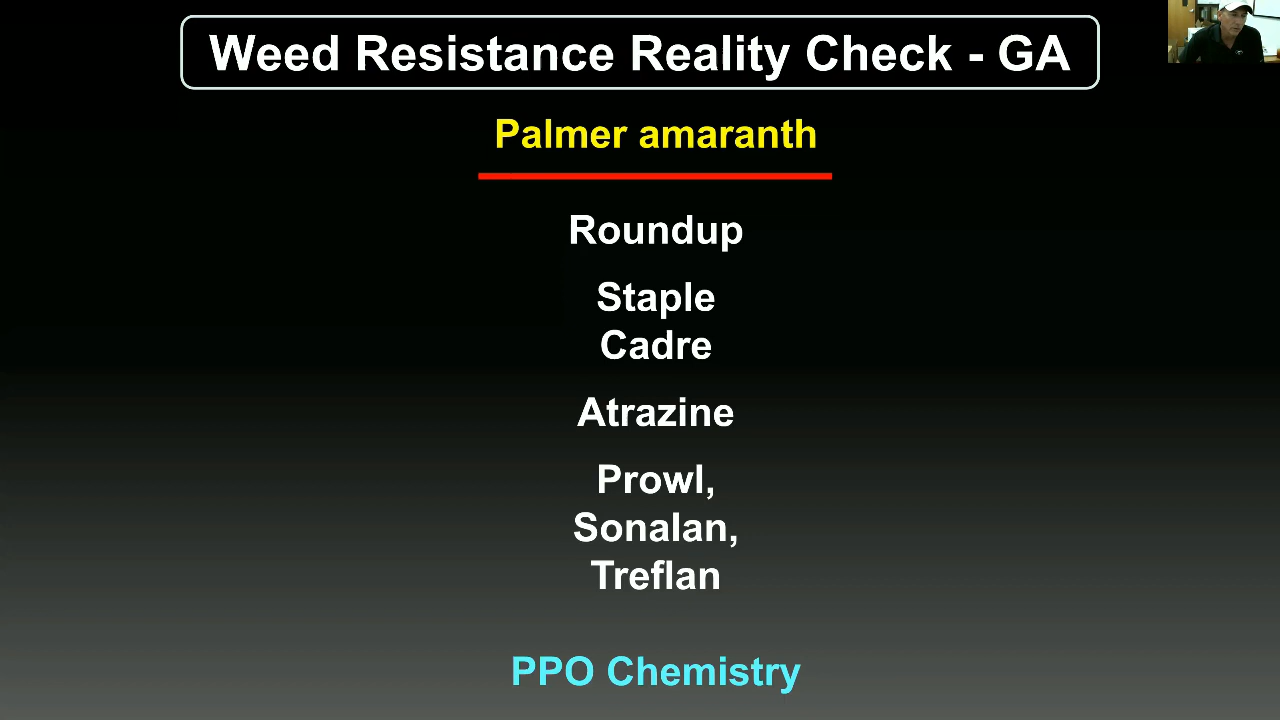 Weed Resistance Reality Check - GA
Palmer amaranth
Roundup
Staple
Cadre
Atrazine
Prowl,
Sonalan,
Treflan
PPO Chemistry